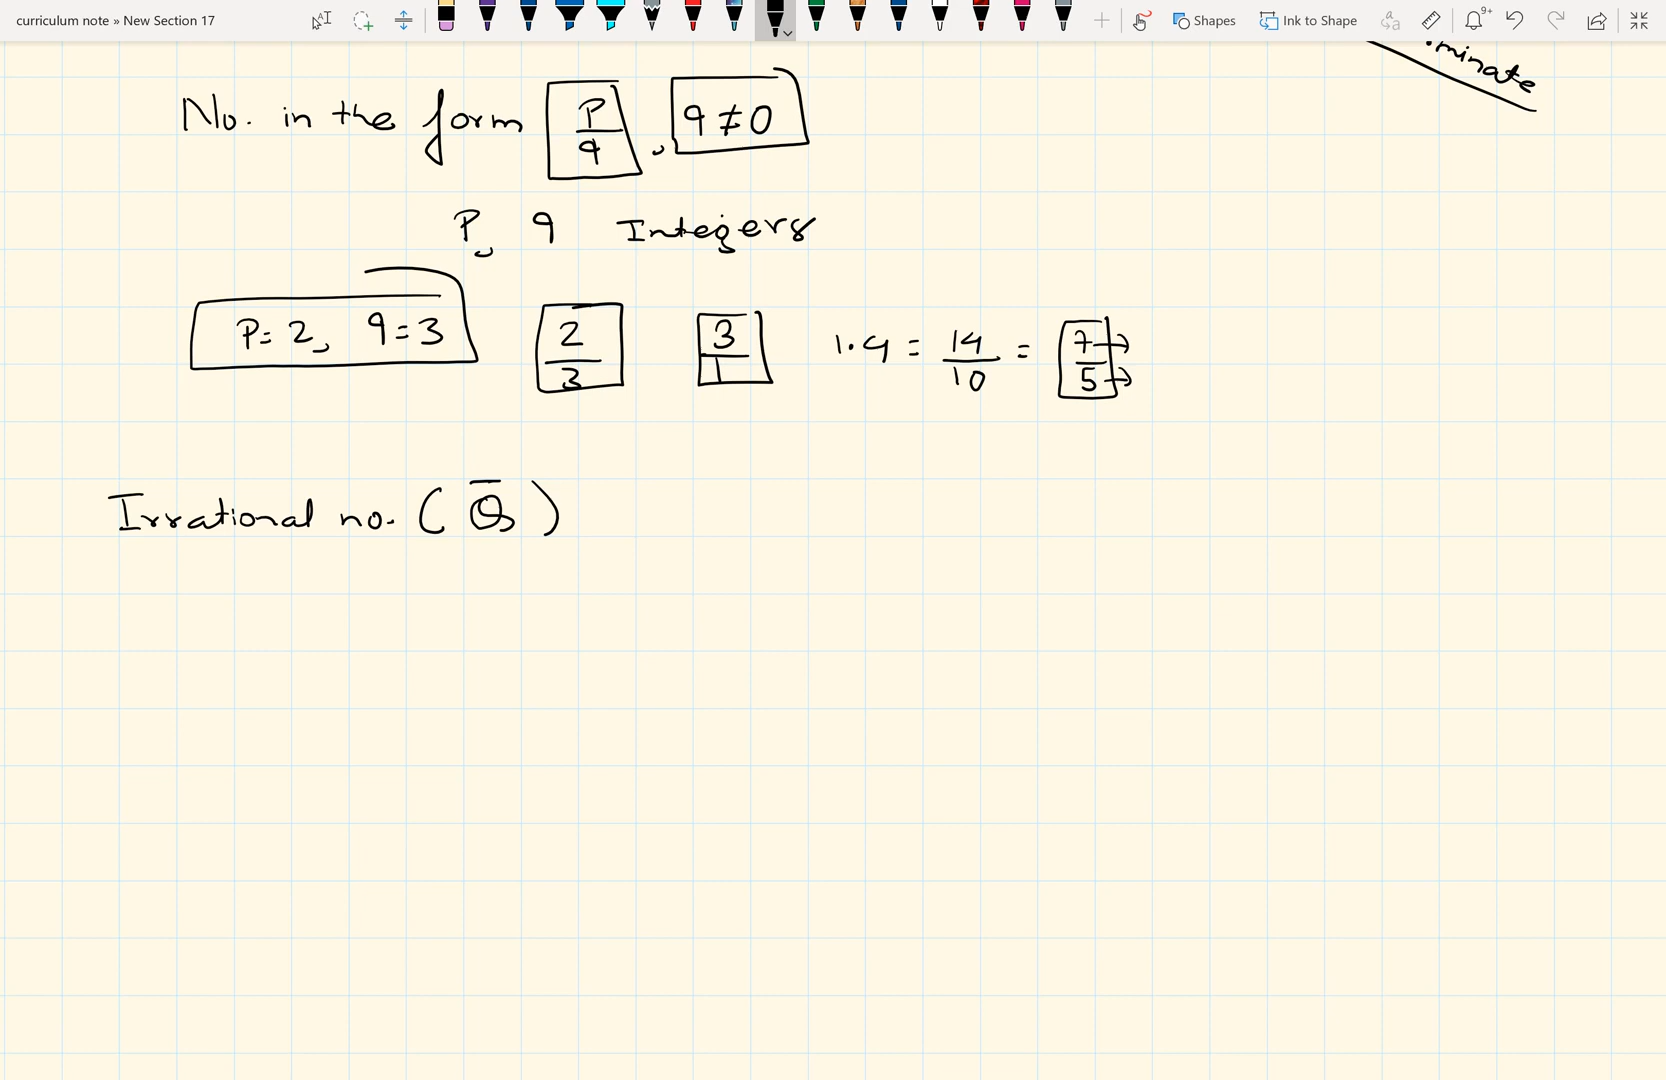 curriculum note » New Section 17
Shapes
Ink to Shape
9+
No. in the form P/q, q ≠ 0
P, q Integers
P = 2, q = 3 2/3 3/1 1.4 = 14/10 = 7/5
Irrational no. ( Q̅ )